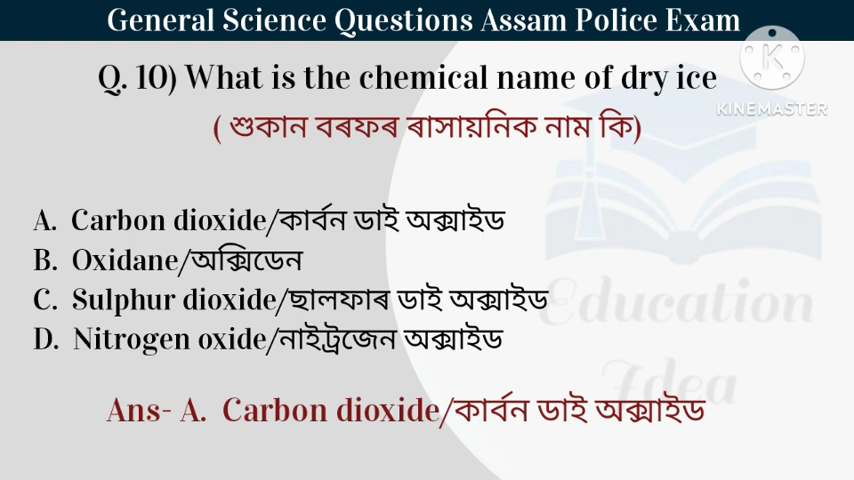 General Science Questions Assam Police Exam
KINEMASTER
Q. 10) What is the chemical name of dry ice
( শুকান বৰফৰ ৰাসায়নিক নাম কি)
A. Carbon dioxide/কাৰ্বন ডাই অক্সাইড
B. Oxidane/অক্সিডেন
C. Sulphur dioxide/ছালফাৰ ডাই অক্সাইড
D. Nitrogen oxide/নাইট্ৰজেন অক্সাইড
Education
Idea
Ans- A. Carbon dioxide/কাৰ্বন ডাই অক্সাইড